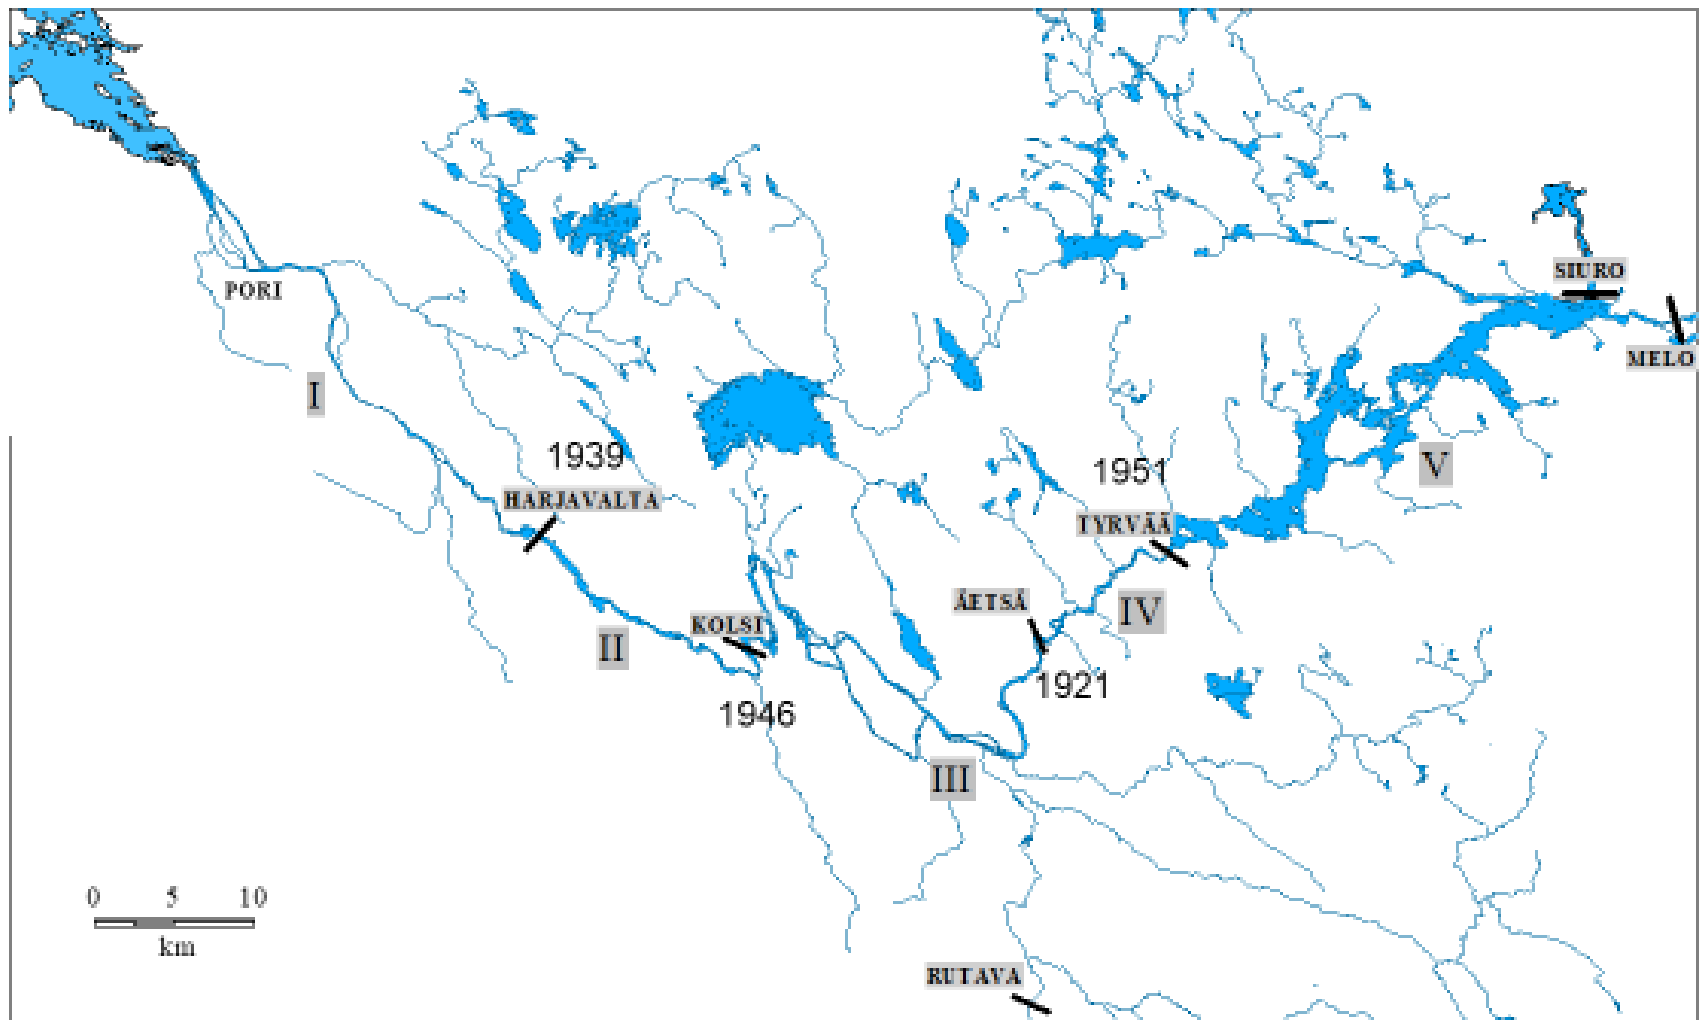 SIURO
PORI
MELO
I
1939
1951
V
HARJAVALTA
TYRVÄÄ
ÄETSÄ
IV
KOLSI
II
1921
1946
III
0 5 10
km
RUTAVA